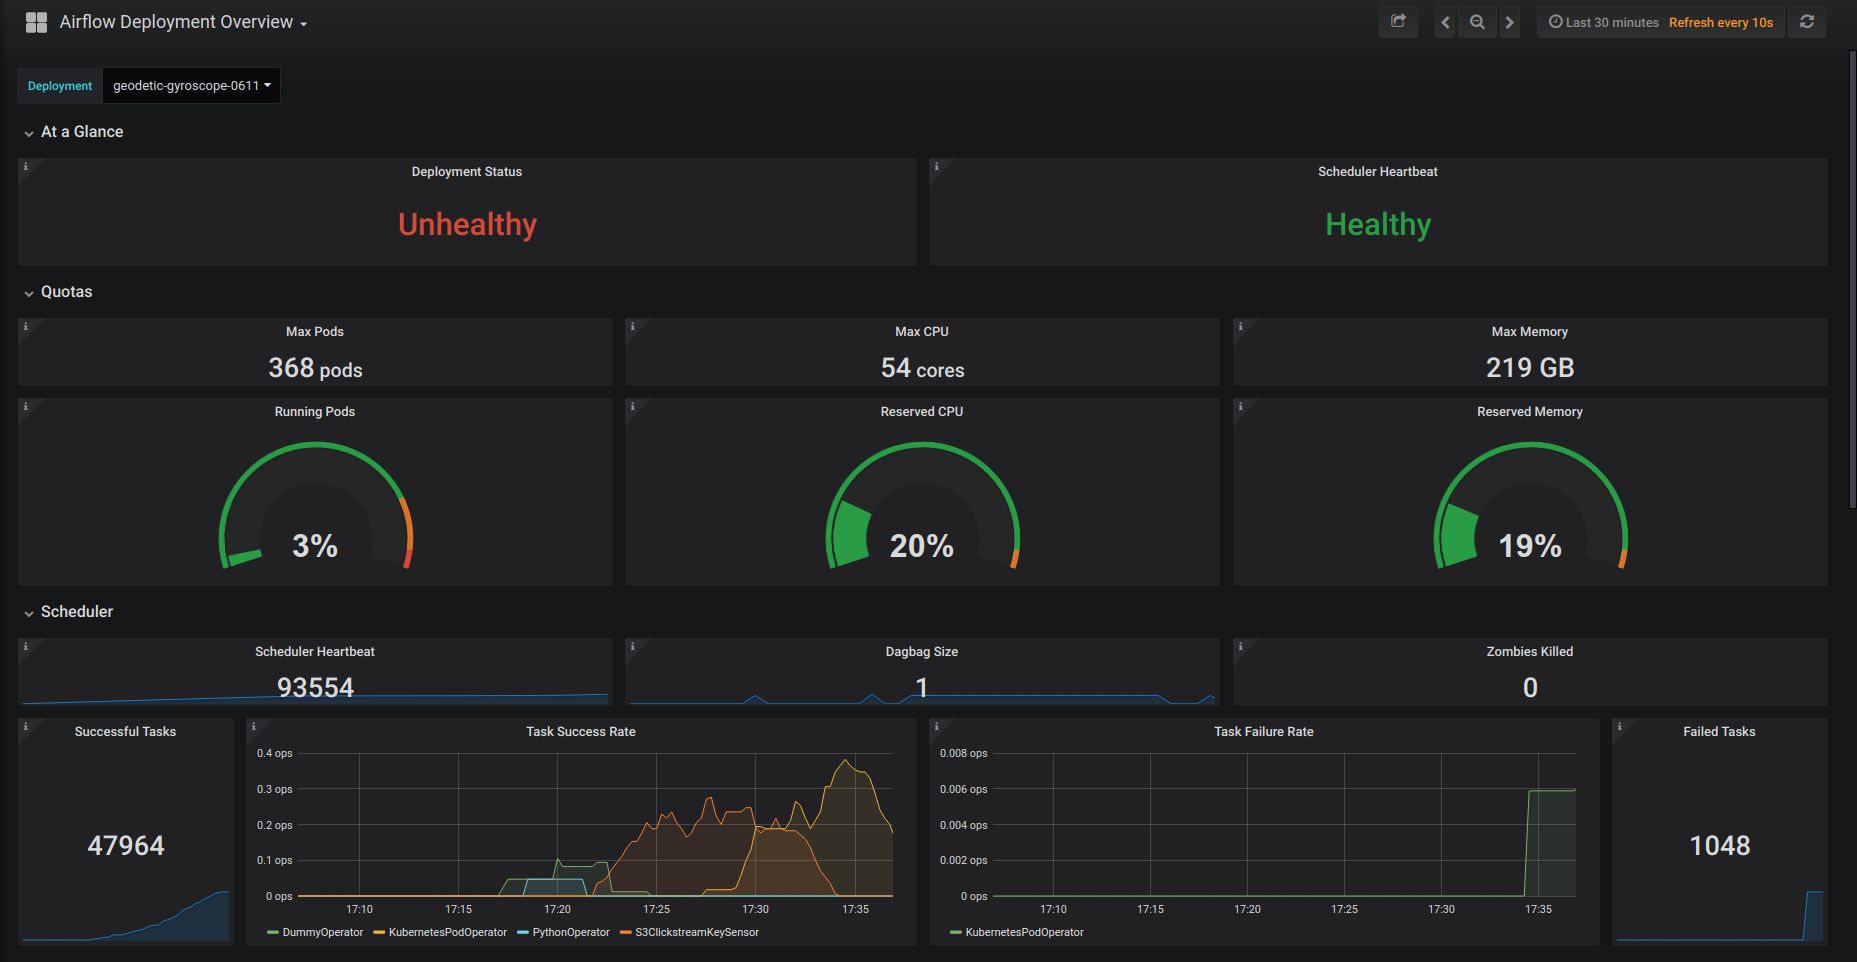 Airflow Deployment Overview
Last 30 minutes Refresh every 10s
Deployment geodetic-gyroscope-0611
At a Glance
Deployment Status
Unhealthy
Scheduler Heartbeat
Healthy
Quotas
Max Pods
368 pods
Max CPU
54 cores
Max Memory
219 GB
Running Pods
3%
Reserved CPU
20%
Reserved Memory
19%
Scheduler
Scheduler Heartbeat
93554
Dagbag Size
1
Zombies Killed
0
Successful Tasks
47964
Task Success Rate
0.4 ops
0.3 ops
0.2 ops
0.1 ops
0 ops
17:10 17:15 17:20 17:25 17:30 17:35
DummyOperator KubernetesPodOperator PythonOperator S3ClickstreamKeySensor
Task Failure Rate
0.008 ops
0.006 ops
0.004 ops
0.002 ops
0 ops
17:10 17:15 17:20 17:25 17:30 17:35
KubernetesPodOperator
Failed Tasks
1048